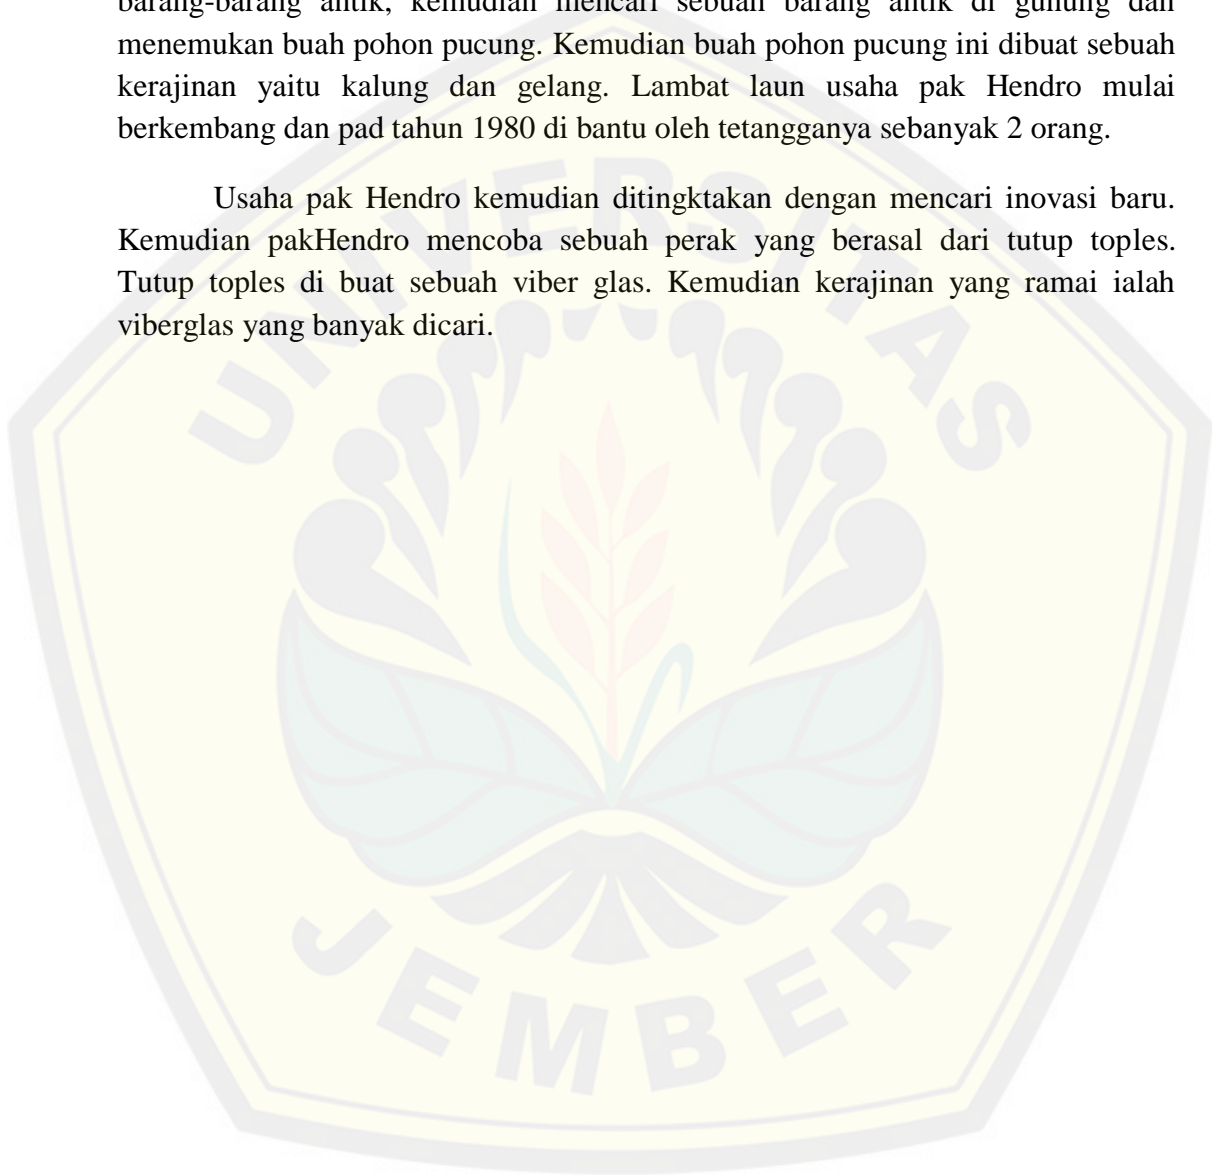 barang-barang antik, kemudian mencari sebuah barang antik di gunung dan
menemukan buah pohon pucung. Kemudian buah pohon pucung ini dibuat sebuah
kerajinan yaitu kalung dan gelang. Lambat laun usaha pak Hendro mulai
berkembang dan pad tahun 1980 di bantu oleh tetangganya sebanyak 2 orang.
Usaha pak Hendro kemudian ditingktakan dengan mencari inovasi baru.
Kemudian pakHendro mencoba sebuah perak yang berasal dari tutup toples.
Tutup toples di buat sebuah viber glas. Kemudian kerajinan yang ramai ialah
viberglas yang banyak dicari.
UNIVERSITAS
JEMBER